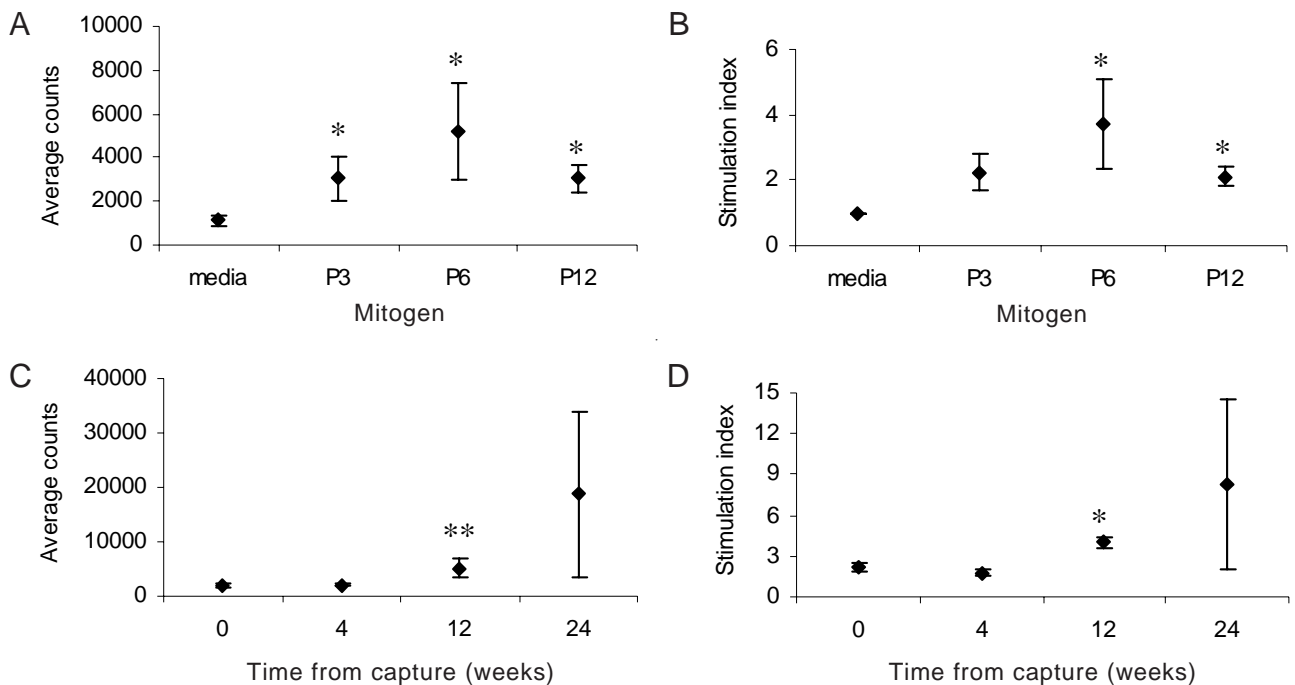 A
Average counts
10000
8000
6000
4000
2000
0
*
*
*
media P3 P6 P12
Mitogen
B
Stimulation index
6
4
2
0
*
*
media P3 P6 P12
Mitogen
C
Average counts
40000
30000
20000
10000
0
**
0 4 12 24
Time from capture (weeks)
D
Stimulation index
15
12
9
6
3
0
*
0 4 12 24
Time from capture (weeks)